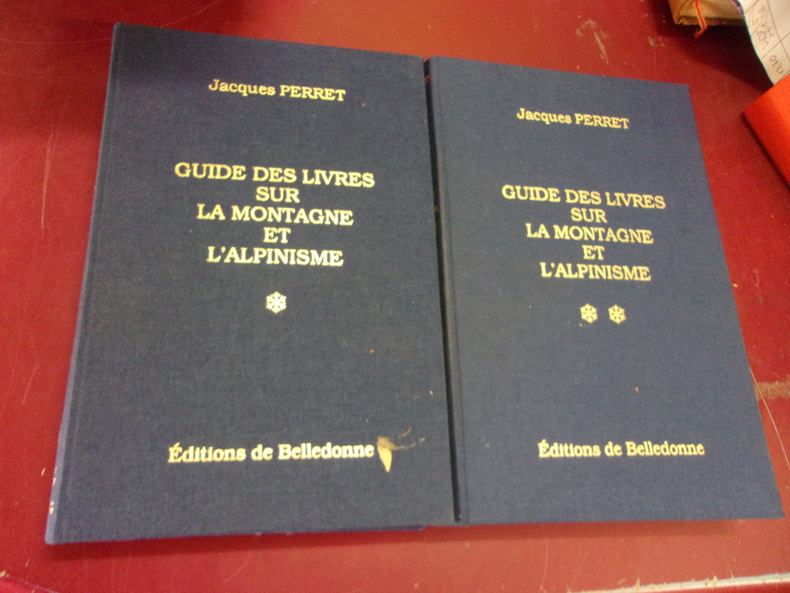 Jacques PERRET
GUIDE DES LIVRES
SUR
LA MONTAGNE
ET
L'ALPINISME
Éditions de Belledonne
Jacques PERRET
GUIDE DES LIVRES
SUR
LA MONTAGNE
ET
L'ALPINISME
Éditions de Belledonne